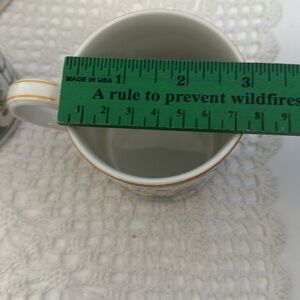 MADE IN USA 1 2 3
A rule to prevent wildfires
1 2 3 4 5 6 7 8 9